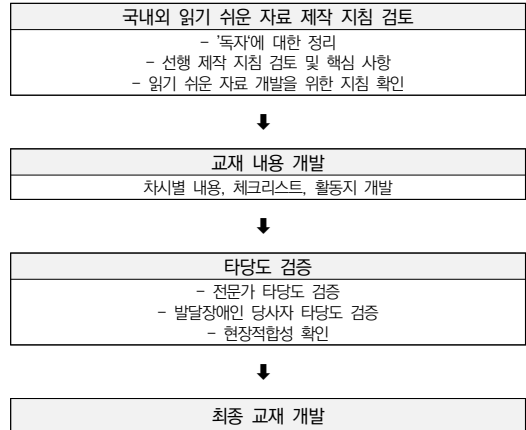 국내외 읽기 쉬운 자료 제작 지침 검토
- '독자'에 대한 정리
- 선행 제작 지침 검토 및 핵심 사항
- 읽기 쉬운 자료 개발을 위한 지침 확인
교재 내용 개발
차시별 내용, 체크리스트, 활동지 개발
타당도 검증
- 전문가 타당도 검증
- 발달장애인 당사자 타당도 검증
- 현장적합성 확인
최종 교재 개발